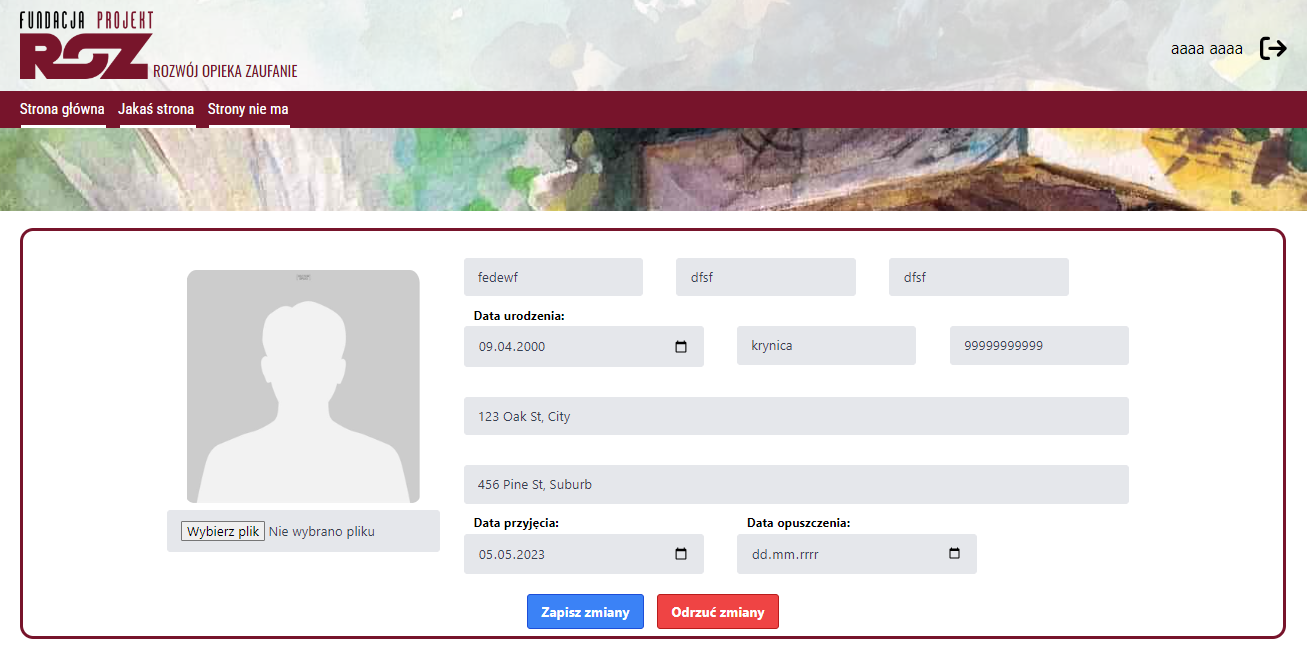 FUNDACJA PROJEKT
ROZ ROZWÓJ OPIEKA ZAUFANIE
aaaa aaaa
Strona główna Jakaś strona Strony nie ma
fedewf dfsf dfsf
Data urodzenia:
09.04.2000 krynica 99999999999
123 Oak St, City
456 Pine St, Suburb
Wybierz plik Nie wybrano pliku
Data przyjęcia: Data opuszczenia:
05.05.2023 dd.mm.rrrr
Zapisz zmiany Odrzuć zmiany